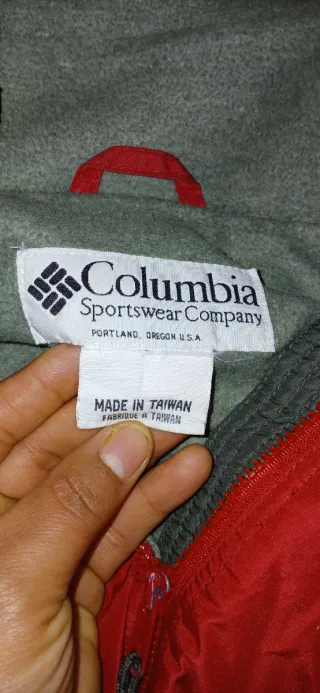 Columbia
Sportswear Company
PORTLAND, OREGON U.S.A.
MADE IN TAIWAN
FABRIQUE A TAIWAN